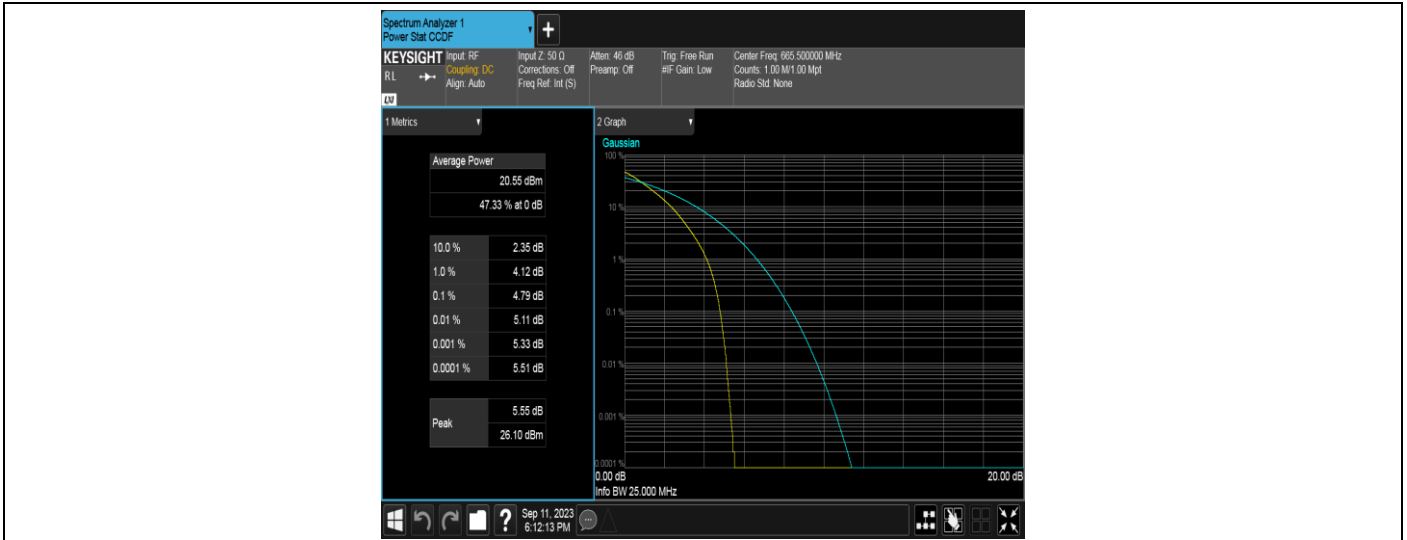 Spectrum Analyzer 1
Power Stat CCDF
+
KEYSIGHT
RL
LXI
Input: RF
Coupling: DC
Align: Auto
Input Z: 50 Ω
Corrections: Off
Freq Ref: Int (S)
Atten: 46 dB
Preamp: Off
Trig: Free Run
#IF Gain: Low
Center Freq: 665.500000 MHz
Counts: 1.00 M/1.00 Mpt
Radio Std: None
1 Metrics
Average Power
20.55 dBm
47.33 % at 0 dB
10.0 % 2.35 dB
1.0 % 4.12 dB
0.1 % 4.79 dB
0.01 % 5.11 dB
0.001 % 5.33 dB
0.0001 % 5.51 dB
Peak
5.55 dB
26.10 dBm
2 Graph
Gaussian
100 %
10 %
1 %
0.1 %
0.01 %
0.001 %
0.0001 %
0.00 dB 20.00 dB
Info BW 25.000 MHz
?
Sep 11, 2023
6:12:13 PM